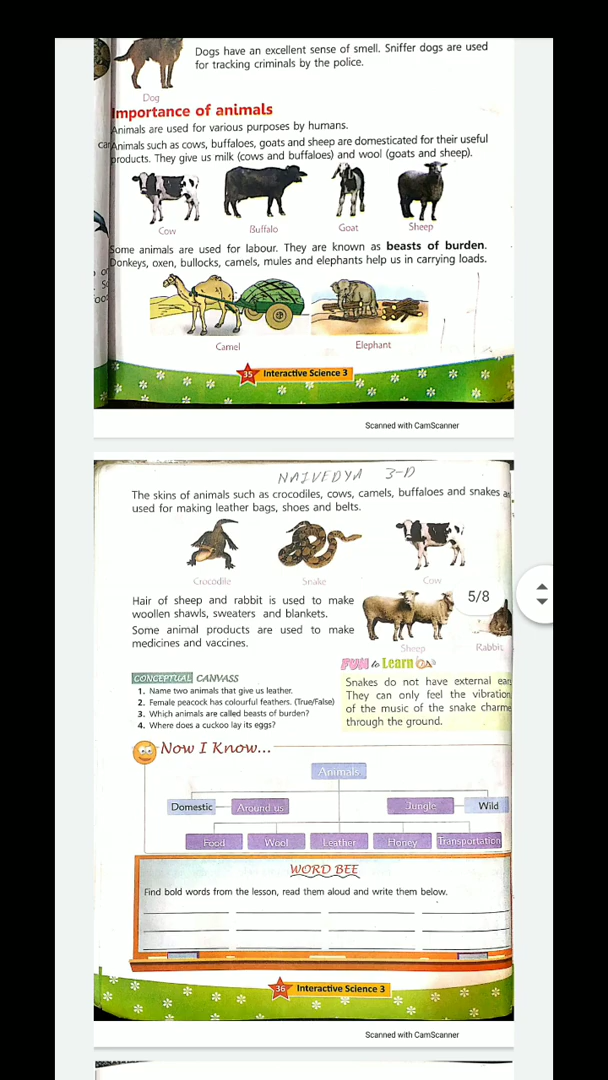 Dogs have an excellent sense of smell. Sniffer dogs are used
for tracking criminals by the police.
Dog
Importance of animals
Animals are used for various purposes by humans.
Animals such as cows, buffaloes, goats and sheep are domesticated for their useful
products. They give us milk (cows and buffaloes) and wool (goats and sheep).
Cow Buffalo Goat Sheep
Some animals are used for labour. They are known as beasts of burden.
Donkeys, oxen, bullocks, camels, mules and elephants help us in carrying loads.
Camel Elephant
35 Interactive Science 3
Scanned with CamScanner
NAIVEDYA 3-D
The skins of animals such as crocodiles, cows, camels, buffaloes and snakes
used for making leather bags, shoes and belts.
Crocodile Snake Cow
5/8
Hair of sheep and rabbit is used to make
woollen shawls, sweaters and blankets.
Some animal products are used to make
medicines and vaccines.
Sheep Rabbit
FUN to Learn
Snakes do not have external ears
They can only feel the vibration
of the music of the snake charme
through the ground.
CONCEPTUAL CANVASS
1. Name two animals that give us leather.
2. Female peacock has colourful feathers. (True/False)
3. Which animals are called beasts of burden?
4. Where does a cuckoo lay its eggs?
Now I Know...
Animals
Domestic Around us Jungle Wild
Food Wool Leather Honey Transportation
WORD BEE
Find bold words from the lesson, read them aloud and write them below.
36 Interactive Science 3
Scanned with CamScanner